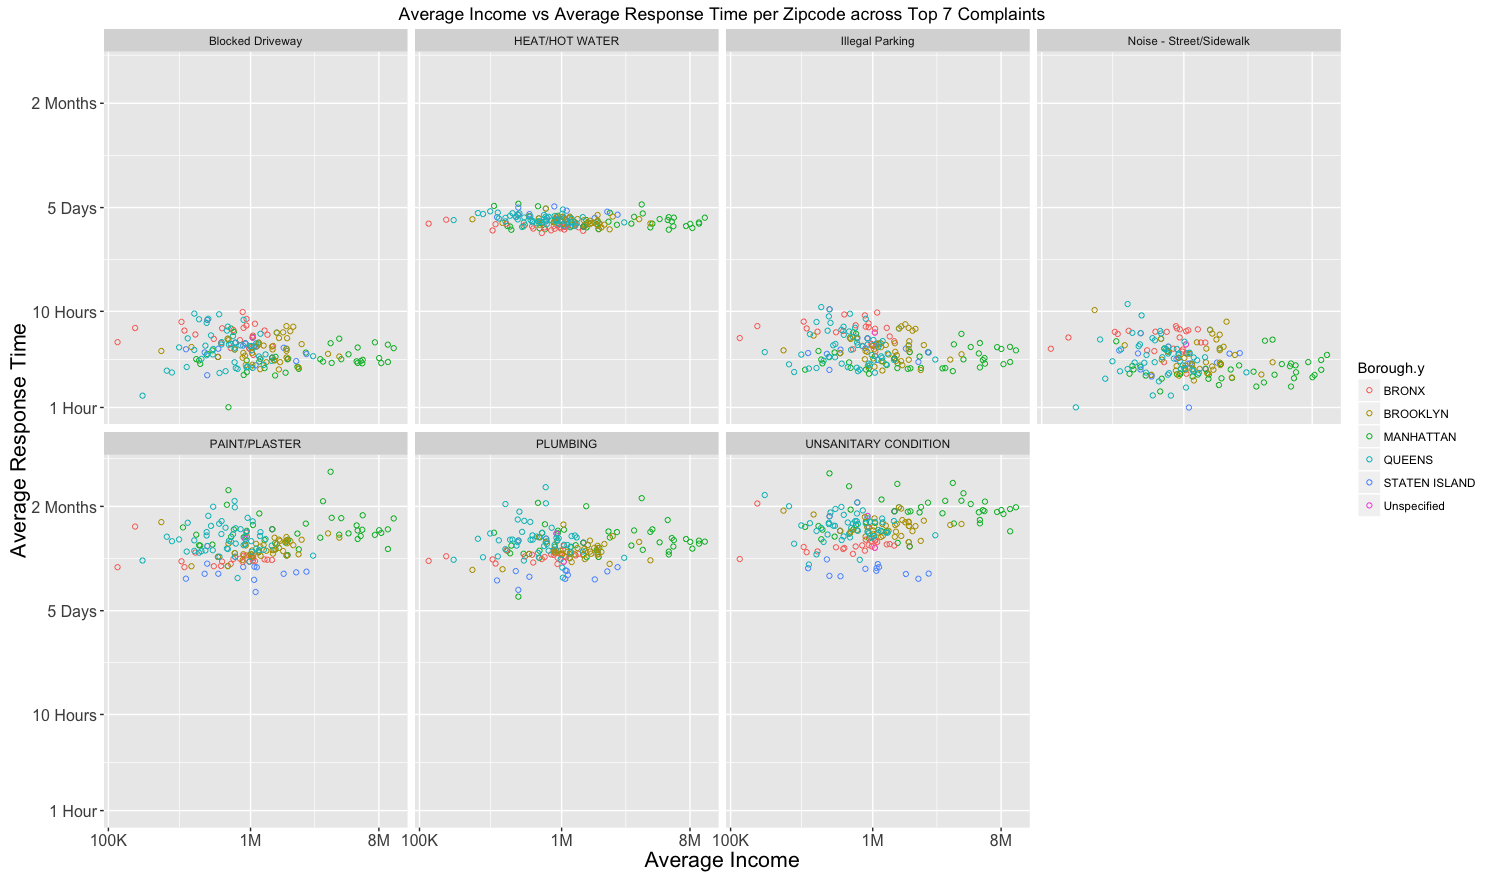 Average Income vs Average Response Time per Zipcode across Top 7 Complaints
Blocked Driveway
HEAT/HOT WATER
Illegal Parking
Noise - Street/Sidewalk
2 Months
5 Days
10 Hours
1 Hour
PAINT/PLASTER
PLUMBING
UNSANITARY CONDITION
2 Months
5 Days
10 Hours
1 Hour
100K 1M 8M
100K 1M 8M
100K 1M 8M
Average Income
Average Response Time
Borough.y
BRONX
BROOKLYN
MANHATTAN
QUEENS
STATEN ISLAND
Unspecified